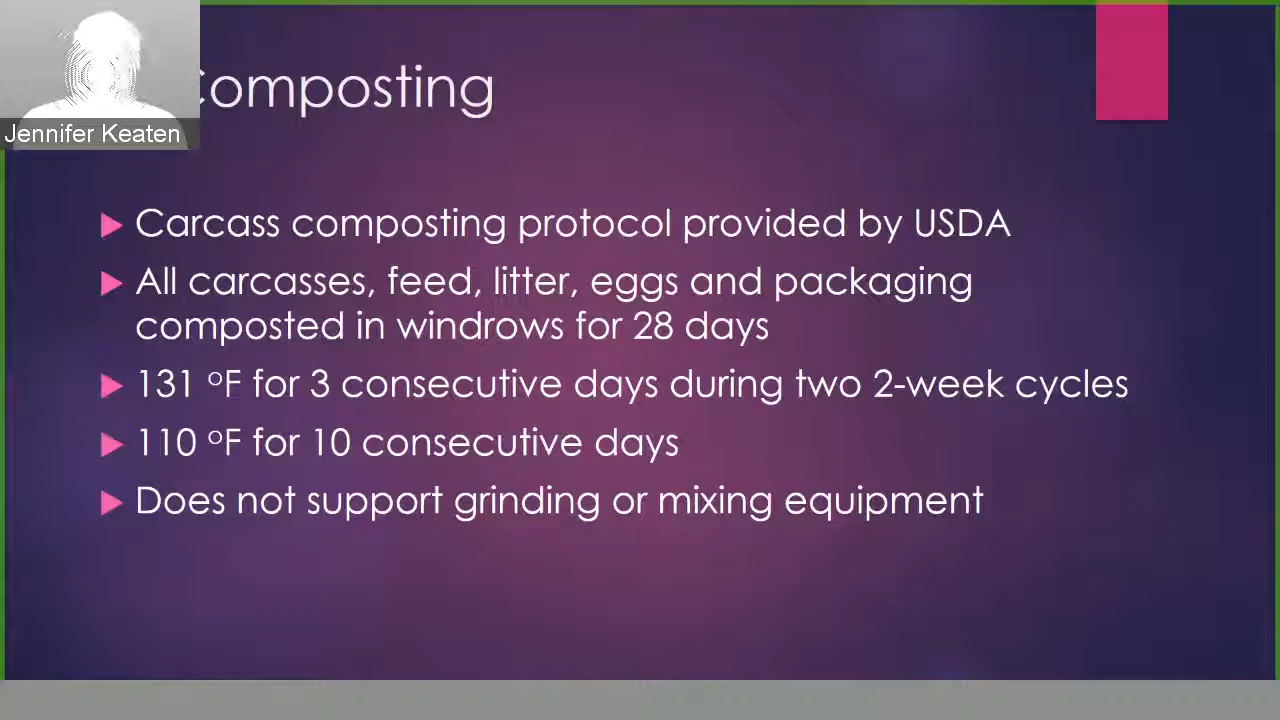 Composting
Jennifer Keaten
Carcass composting protocol provided by USDA
All carcasses, feed, litter, eggs and packaging
composted in windrows for 28 days
131 ᵒF for 3 consecutive days during two 2-week cycles
110 ᵒF for 10 consecutive days
Does not support grinding or mixing equipment